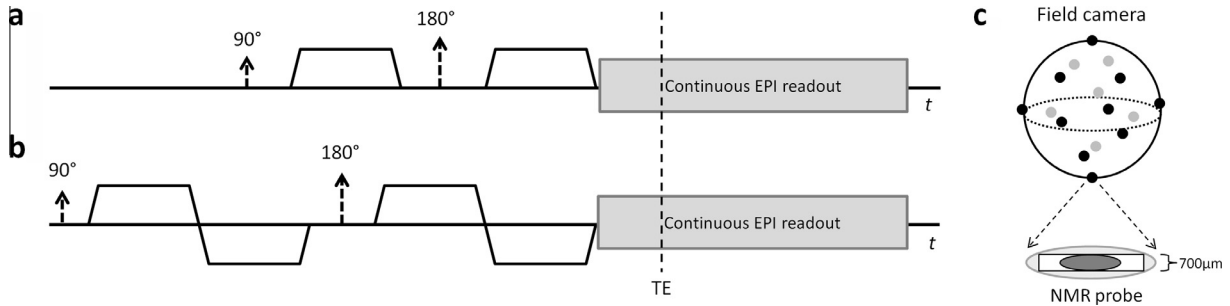 a
90°
180°
Continuous EPI readout
t
b
90°
180°
Continuous EPI readout
t
TE
c
Field camera
700μm
NMR probe